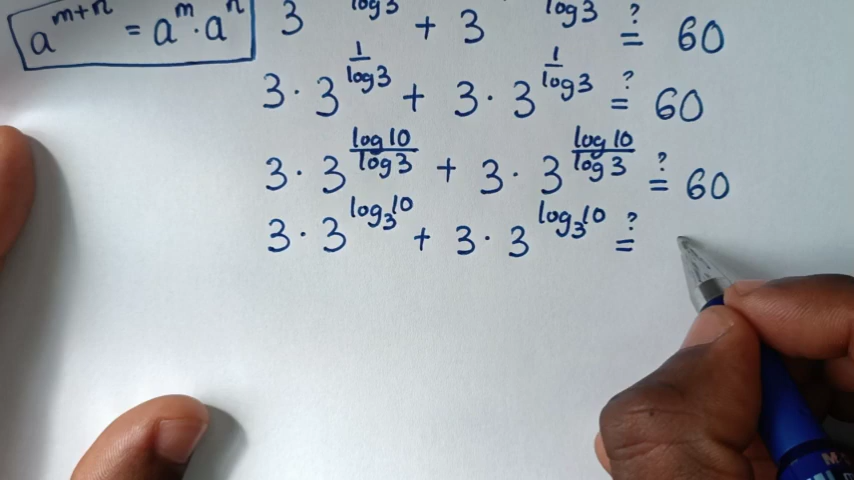 a^{m+n} = a^m · a^n
3^{log3} + 3^{log3} ≟ 60
3 · 3^{1/log3} + 3 · 3^{1/log3} ≟ 60
3 · 3^{log10/log3} + 3 · 3^{log10/log3} ≟ 60
3 · 3^{log₃10} + 3 · 3^{log₃10} ≟